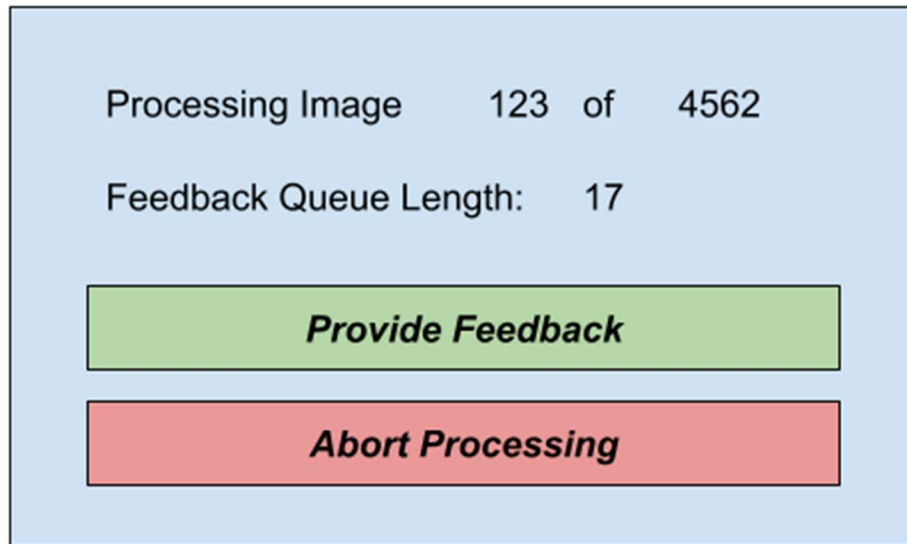 Processing Image 123 of 4562
Feedback Queue Length: 17
Provide Feedback
Abort Processing